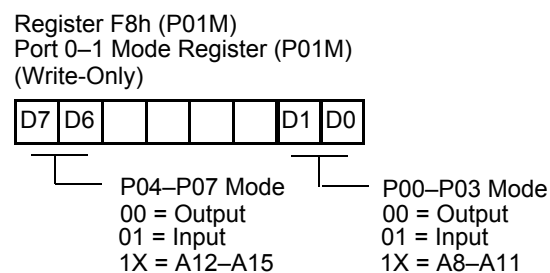 Register F8h (P01M)
Port 0–1 Mode Register (P01M)
(Write-Only)
D7 D6 D1 D0
P04–P07 Mode
00 = Output
01 = Input
1X = A12–A15
P00–P03 Mode
00 = Output
01 = Input
1X = A8–A11